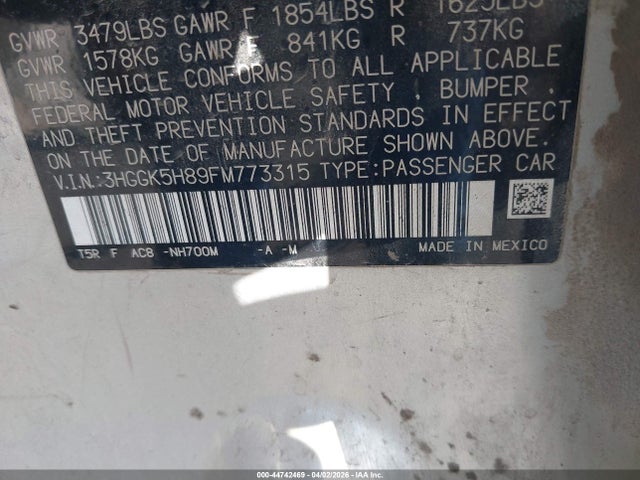 GVWR 3479LBS GAWR F 1854LBS R 1625LBS
GVWR 1578KG GAWR F 841KG R 737KG
THIS VEHICLE CONFORMS TO ALL APPLICABLE
FEDERAL MOTOR VEHICLE SAFETY , BUMPER ,
AND THEFT PREVENTION STANDARDS IN EFFECT
ON THE DATE OF MANUFACTURE SHOWN ABOVE.
V.I.N.:3HGGK5H89FM773315 TYPE:PASSENGER CAR
T5R F AC8 -NH700M -A -M MADE IN MEXICO
000-44742469 | 04/02/2026 | IAA Inc.